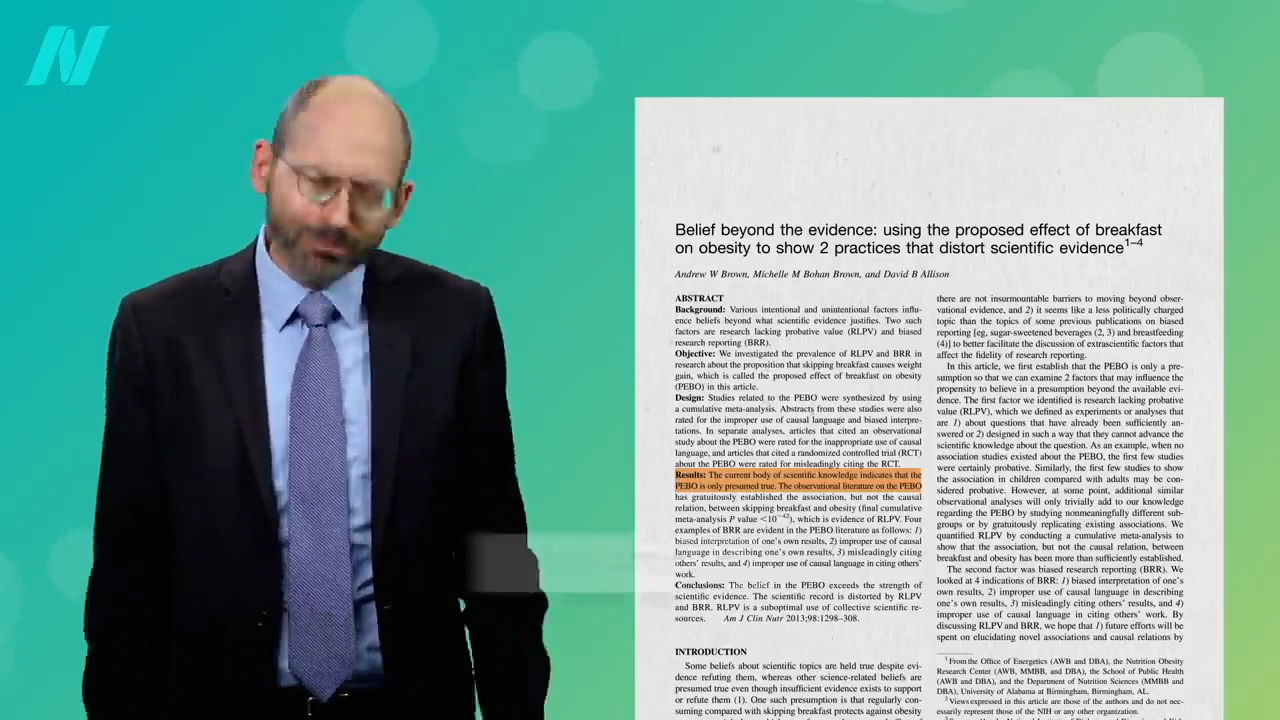 Belief beyond the evidence: using the proposed effect of breakfast
on obesity to show 2 practices that distort scientific evidence1–4
Andrew W Brown, Michelle M Bohan Brown, and David B Allison
ABSTRACT
Background: Various intentional and unintentional factors influ-
ence beliefs beyond what scientific evidence justifies. Two such
factors are research lacking probative value (RLPV) and biased
research reporting (BRR).
Objective: We investigated the prevalence of RLPV and BRR in
research about the proposition that skipping breakfast causes weight
gain, which is called the proposed effect of breakfast on obesity
(PEBO) in this article.
Design: Studies related to the PEBO were synthesized by using
a cumulative meta-analysis. Abstracts from these studies were also
rated for the improper use of causal language and biased interpre-
tations. In separate analyses, articles that cited an observational
study about the PEBO were rated for the inappropriate use of causal
language, and articles that cited a randomized controlled trial (RCT)
about the PEBO were rated for misleadingly citing the RCT.
Results: The current body of scientific knowledge indicates that the
PEBO is only presumed true. The observational literature on the PEBO
has gratuitously established the association, but not the causal
relation, between skipping breakfast and obesity (final cumulative
meta-analysis P value <10−42), which is evidence of RLPV. Four
examples of BRR are evident in the PEBO literature as follows: 1)
biased interpretation of one's own results, 2) improper use of causal
language in describing one's own results, 3) misleadingly citing
others' results, and 4) improper use of causal language in citing others'
work.
Conclusions: The belief in the PEBO exceeds the strength of
scientific evidence. The scientific record is distorted by RLPV
and BRR. RLPV is a suboptimal use of collective scientific re-
sources. Am J Clin Nutr 2013;98:1298–308.
INTRODUCTION
Some beliefs about scientific topics are held true despite evi-
dence refuting them, whereas other science-related beliefs are
presumed true even though insufficient evidence exists to support
or refute them (1). One such presumption that is regularly con-
suming compared with skipping breakfast protects against obesity
there are not insurmountable barriers to moving beyond obser-
vational evidence, and 2) it seems like a less politically charged
topic than the topics of some previous publications on biased
reporting [eg, sugar-sweetened beverages (2, 3) and breastfeeding
(4)] to better facilitate the discussion of extrascientific factors that
affect the fidelity of research reporting.
In this article, we first establish that the PEBO is only a pre-
sumption so that we can examine 2 factors that may influence the
propensity to believe in a presumption beyond the available evi-
dence. The first factor we identified is research lacking probative
value (RLPV), which we defined as experiments or analyses that
are 1) about questions that have already been sufficiently an-
swered or 2) designed in such a way that they cannot advance the
scientific knowledge about the question. As an example, when no
association studies existed about the PEBO, the first few studies
were certainly probative. Similarly, the first few studies to show
the association in children compared with adults may be con-
sidered probative. However, at some point, additional similar
observational analyses will only trivially add to our knowledge
regarding the PEBO by studying nonmeaningfully different sub-
groups or by gratuitously replicating existing associations. We
quantified RLPV by conducting a cumulative meta-analysis to
show that the association, but not the causal relation, between
breakfast and obesity has been more than sufficiently established.
The second factor was biased research reporting (BRR). We
looked at 4 indications of BRR: 1) biased interpretation of one's
own results, 2) improper use of causal language in describing
one's own results, 3) misleadingly citing others' results, and 4)
improper use of causal language in citing others' work. By
discussing RLPV and BRR, we hope that 1) future efforts will be
spent on elucidating novel associations and causal relations by
1 From the Office of Energetics (AWB and DBA), the Nutrition Obesity
Research Center (AWB, MMBB, and DBA), the School of Public Health
(AWB and DBA), and the Department of Nutrition Sciences (MMBB and
DBA), University of Alabama at Birmingham, Birmingham, AL.
2 Views expressed in this article are those of the authors and do not nec-
essarily represent those of the NIH or any other organization.